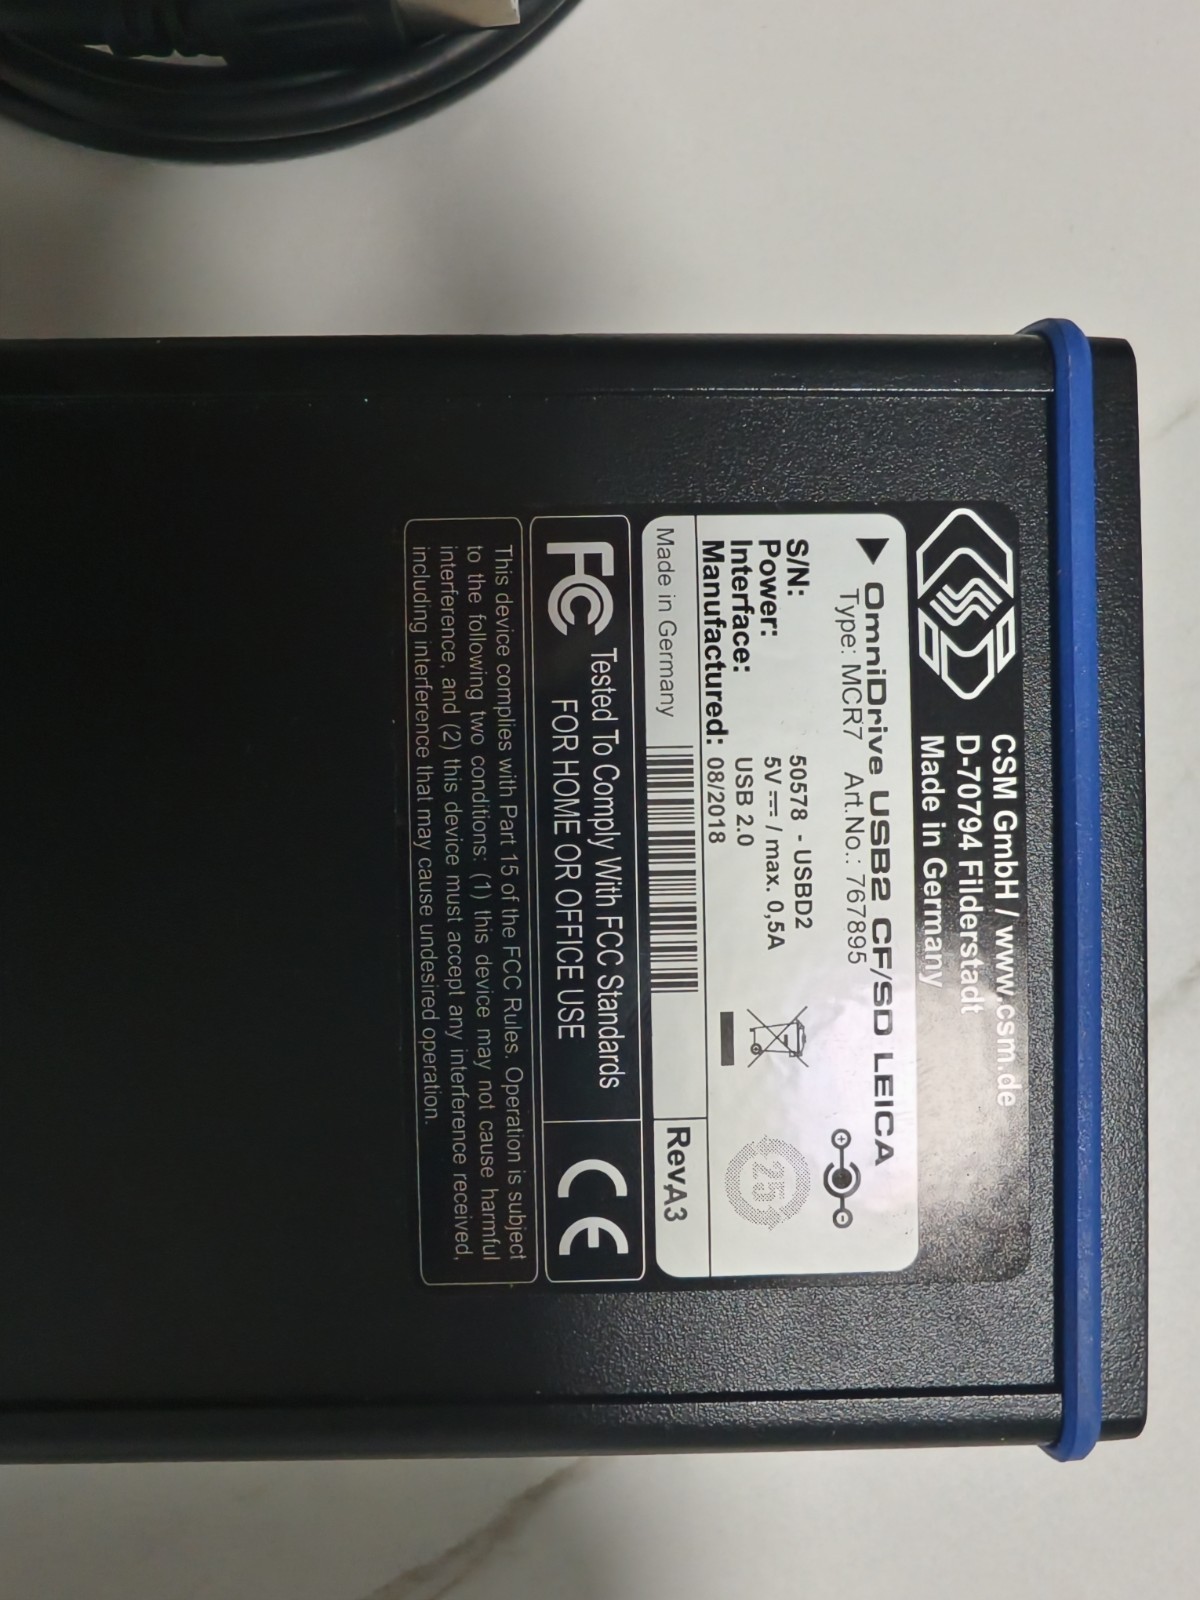 CSM GmbH / www.csm.de
D-70794 Filderstadt
Made in Germany
OmniDrive USB2 CF/SD LEICA
Type: MCR7 Art.No.: 767895
S/N: 50578 - USBD2
Power: 5V / max. 0,5A
Interface: USB 2.0
Manufactured: 08/2018
25
Made in Germany
Rev.A3
FC Tested To Comply With FCC Standards
FOR HOME OR OFFICE USE
CE
This device complies with Part 15 of the FCC Rules. Operation is subject
to the following two conditions: (1) this device may not cause harmful
interference, and (2) this device must accept any interference received,
including interference that may cause undesired operation.